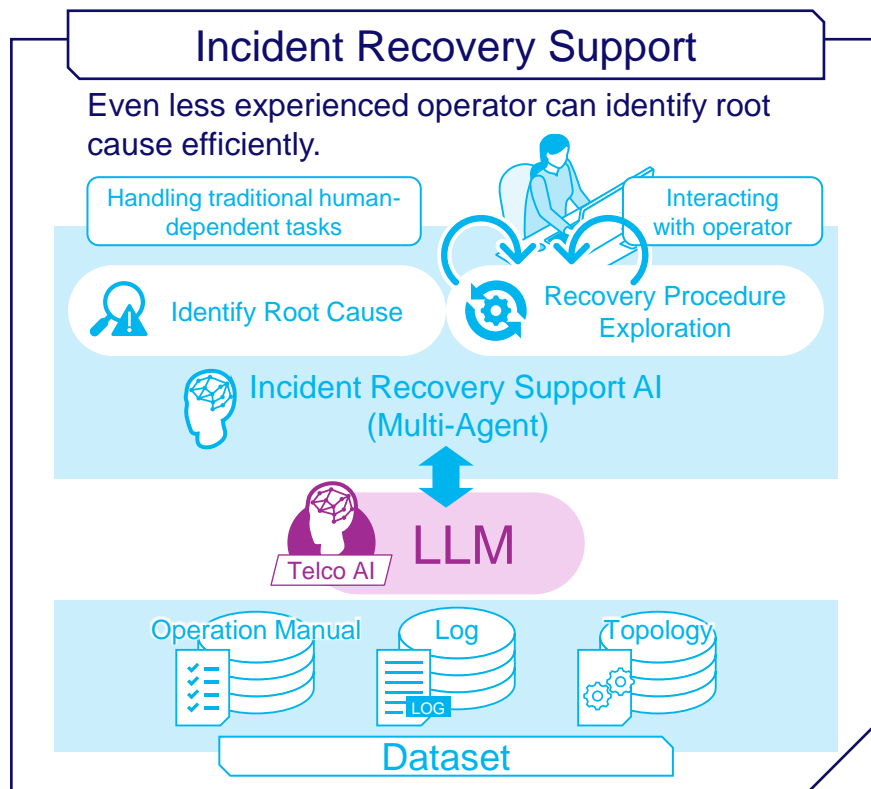 Incident Recovery Support
Even less experienced operator can identify root
cause efficiently.
Handling traditional human-
dependent tasks
Interacting
with operator
Identify Root Cause
Recovery Procedure
Exploration
Incident Recovery Support AI
(Multi-Agent)
Telco AI
LLM
Operation Manual
Log
Topology
LOG
Dataset